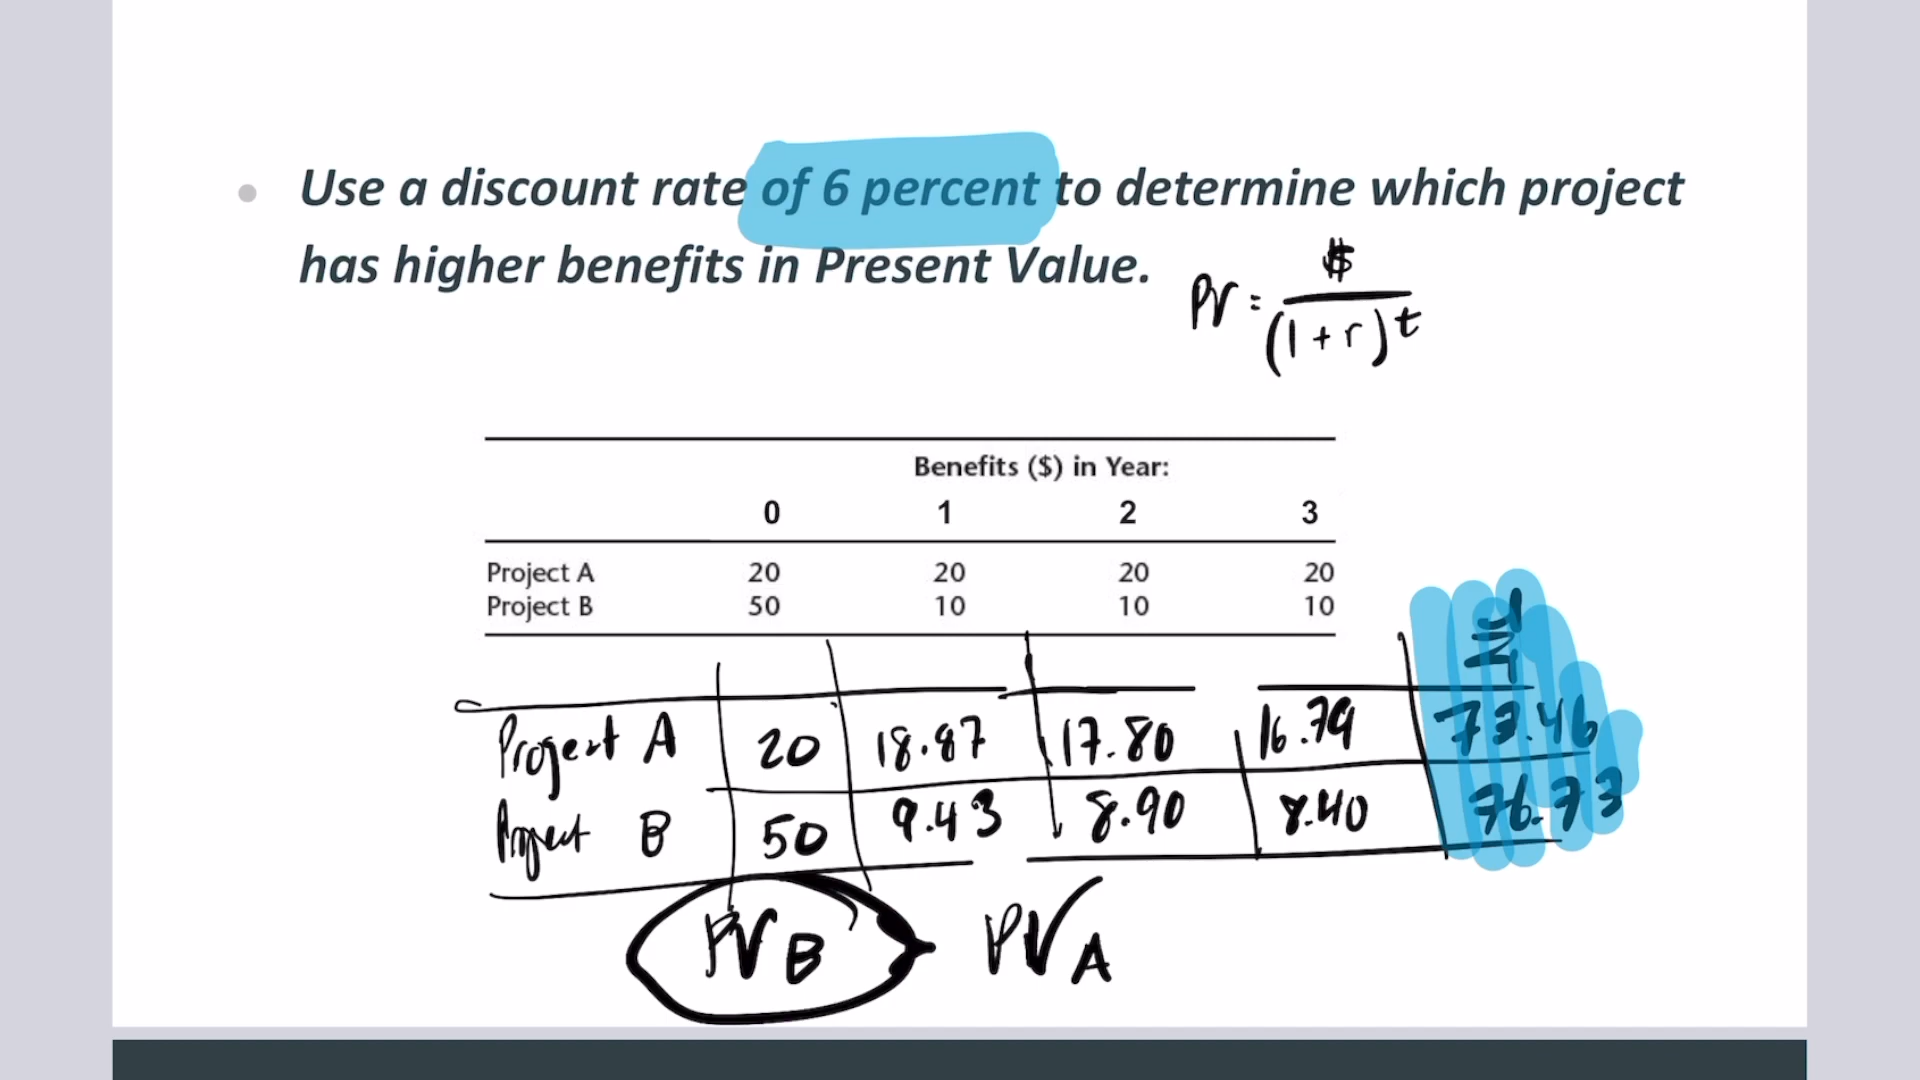 Use a discount rate of 6 percent to determine which project
has higher benefits in Present Value.
PV = $
(1 + r)^t
Benefits ($) in Year:
0 1 2 3
Project A 20 20 20 20
Project B 50 10 10 10
Project A 20 18.87 17.80 16.79 73.46
Project B 50 9.43 8.90 8.40 76.73
PV B > PV A